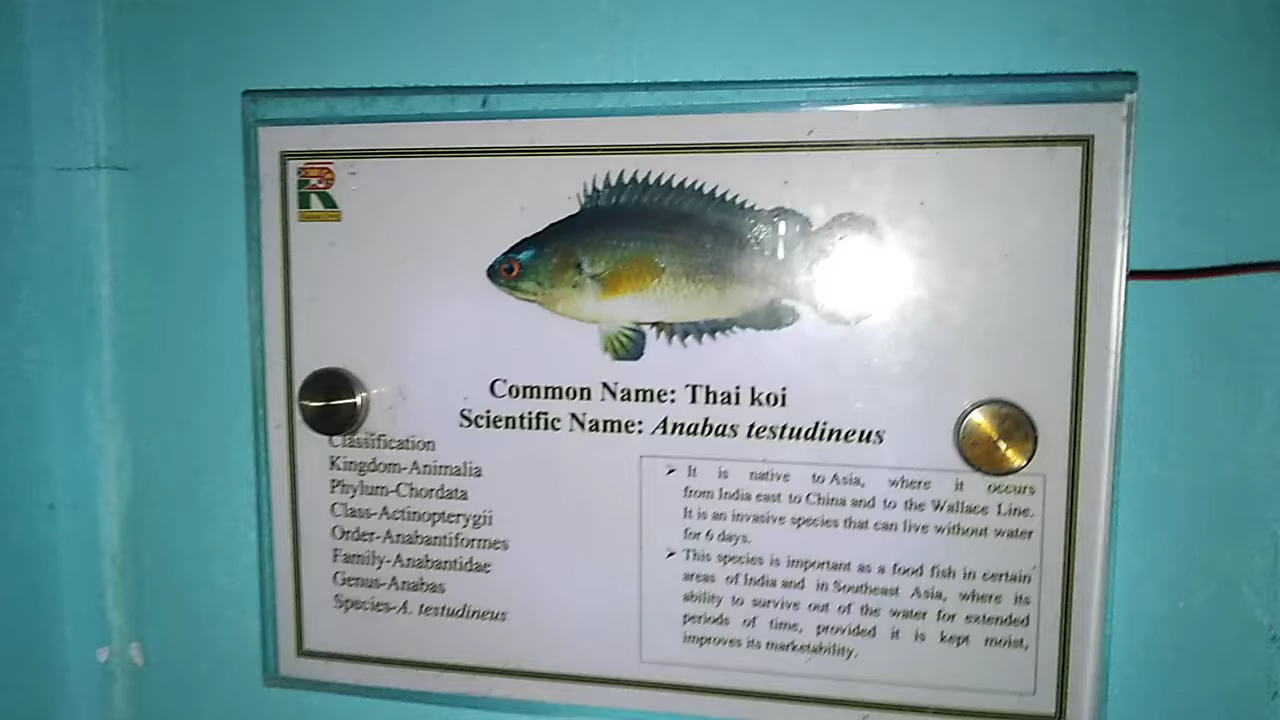 Common Name: Thai koi
Scientific Name: Anabas testudineus
Classification
Kingdom-Animalia
Phylum-Chordata
Class-Actinopterygii
Order-Anabantiformes
Family-Anabantidae
Genus-Anabas
Species-A. testudineus
➤ It is native to Asia, where it occurs
from India east to China and to the Wallace Line.
It is an invasive species that can live without water
for 6 days.
➤ This species is important as a food fish in certain
areas of India and in Southeast Asia, where its
ability to survive out of the water for extended
periods of time, provided it is kept moist,
improves its marketability.